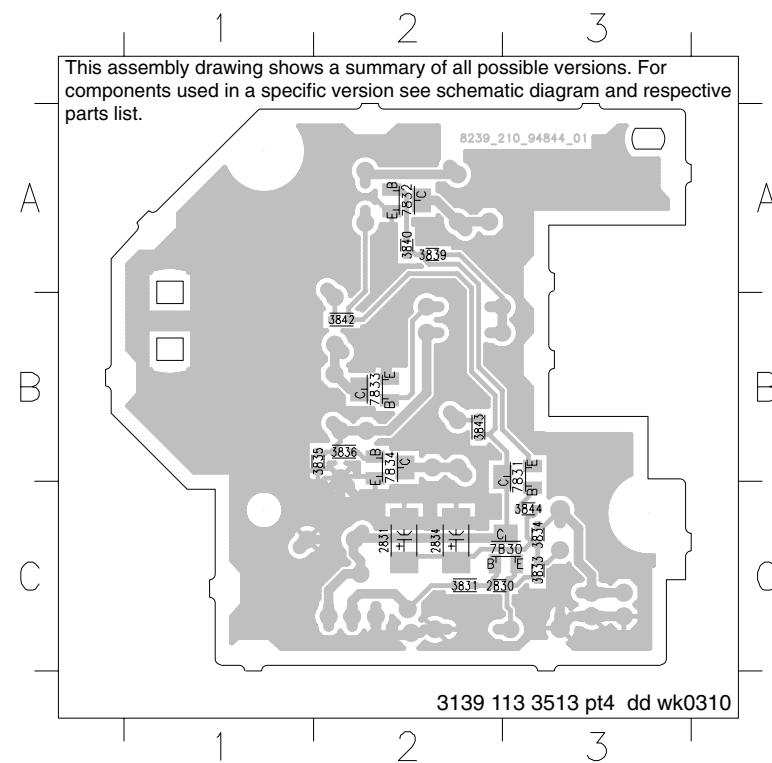 1 2 3
This assembly drawing shows a summary of all possible versions. For
components used in a specific version see schematic diagram and respective
parts list.
8239_210_94844_01
A A
B
7832
C
E
3840
3839
3842
B B
E
C
7833
B
3843
3835
3836
B
7834
C
E
C
7831
E
B
3844
2831
2834
C
7830
B
E
3834
3833
C C
3831
2830
3139 113 3513 pt4 dd wk0310
1 2 3